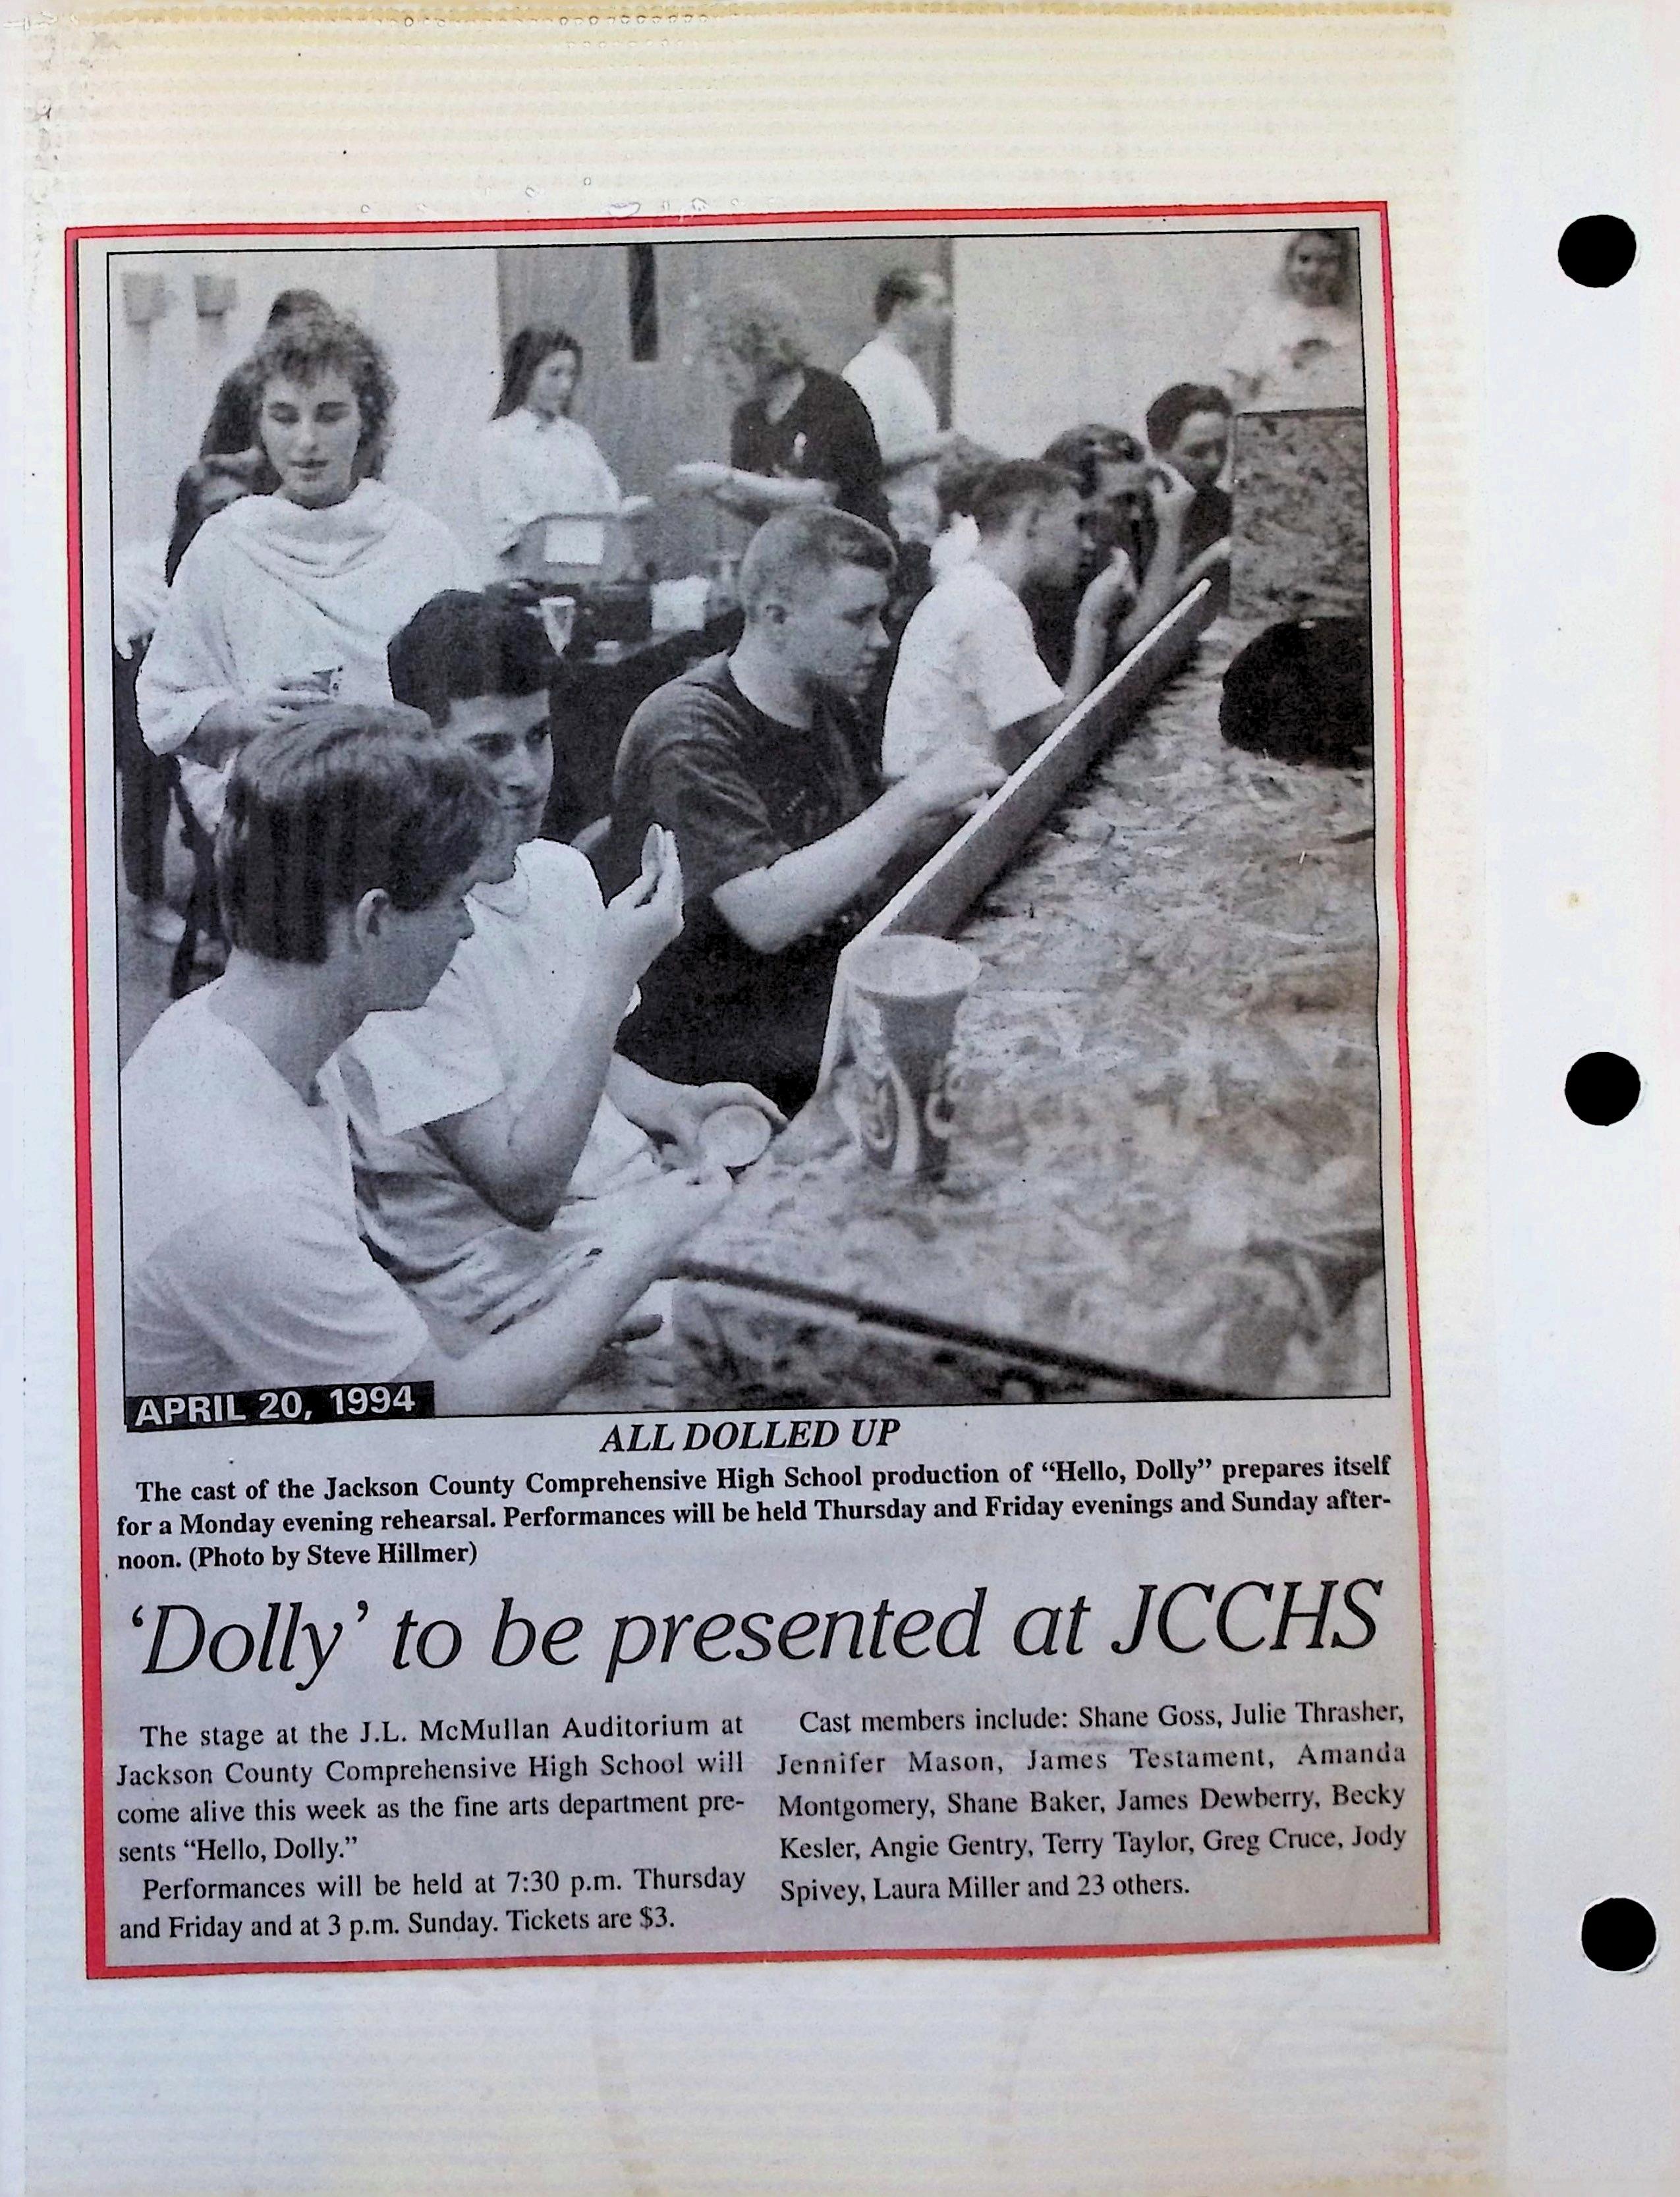 APRIL 20, 1994
ALL DOLLED UP
The cast of the Jackson County Comprehensive High School production of “Hello, Dolly” prepares itself
for a Monday evening rehearsal. Performances will be held Thursday and Friday evenings and Sunday after-
noon. (Photo by Steve Hillmer)
‘Dolly’ to be presented at JCCHS
The stage at the J.L. McMullan Auditorium at
Jackson County Comprehensive High School will
come alive this week as the fine arts department pre-
sents “Hello, Dolly.”
Performances will be held at 7:30 p.m. Thursday
and Friday and at 3 p.m. Sunday. Tickets are $3.
Cast members include: Shane Goss, Julie Thrasher,
Jennifer Mason, James Testament, Amanda
Montgomery, Shane Baker, James Dewberry, Becky
Kesler, Angie Gentry, Terry Taylor, Greg Cruce, Jody
Spivey, Laura Miller and 23 others.